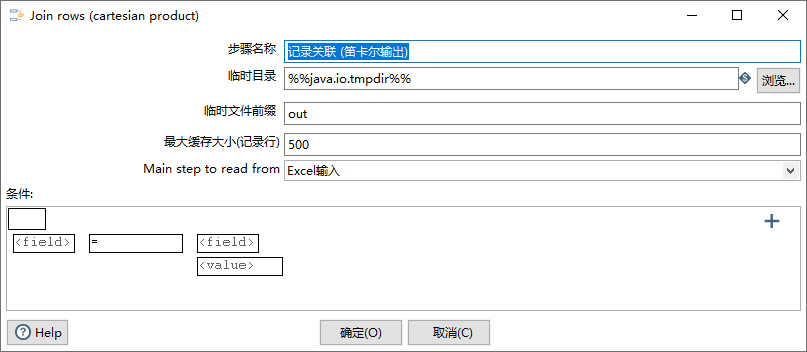 Join rows (cartesian product)
步骤名称 记录关联 (笛卡尔输出)
临时目录 %%java.io.tmpdir%% 浏览...
临时文件前缀 out
最大缓存大小(记录行) 500
Main step to read from Excel输入
条件:
<field> = <field>
<value>
Help 确定(O) 取消(C)